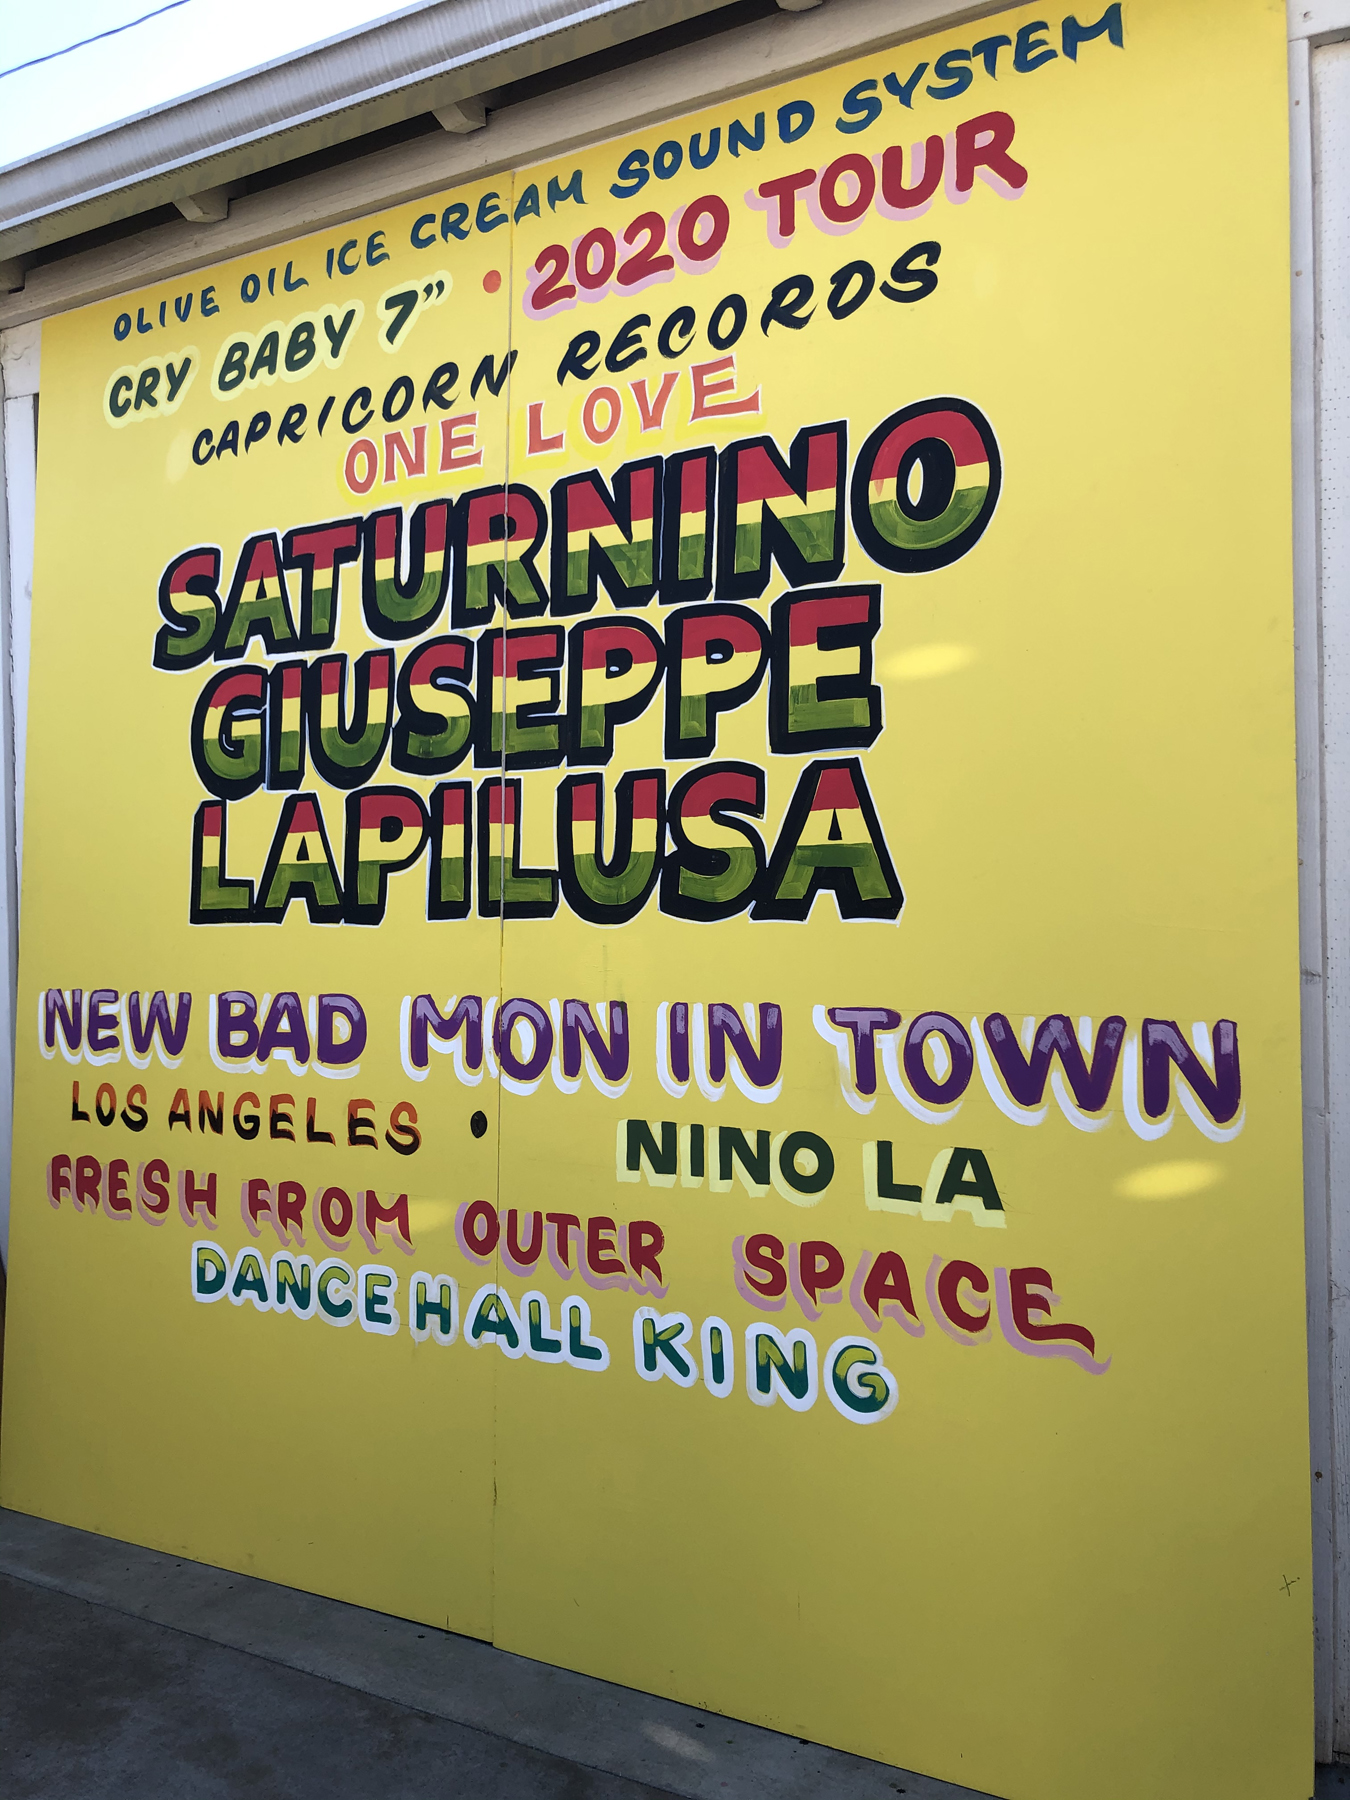 OLIVE OIL ICE CREAM SOUND SYSTEM
CRY BABY 7" • 2020 TOUR
CAPRICORN RECORDS
ONE LOVE
SATURNINO
GIUSEPPE
LAPILUSA
NEW BAD MON IN TOWN
LOS ANGELES • NINO LA
FRESH FROM OUTER SPACE
DANCEHALL KING